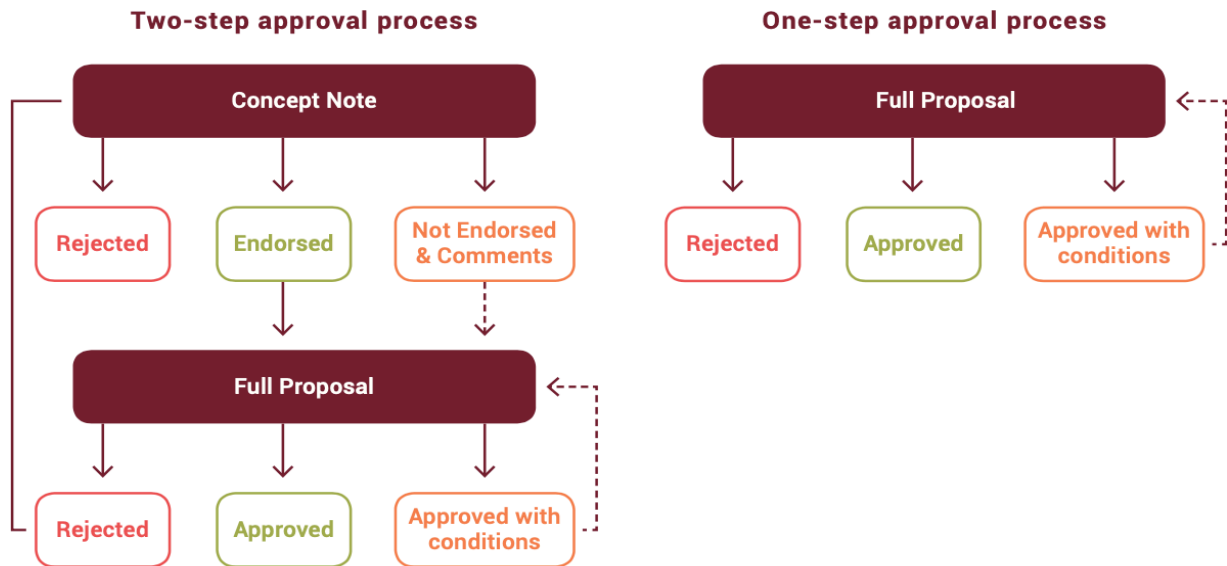 Two-step approval process
Concept Note
Rejected
Endorsed
Not Endorsed
& Comments
Full Proposal
Rejected
Approved
Approved with
conditions
One-step approval process
Full Proposal
Rejected
Approved
Approved with
conditions